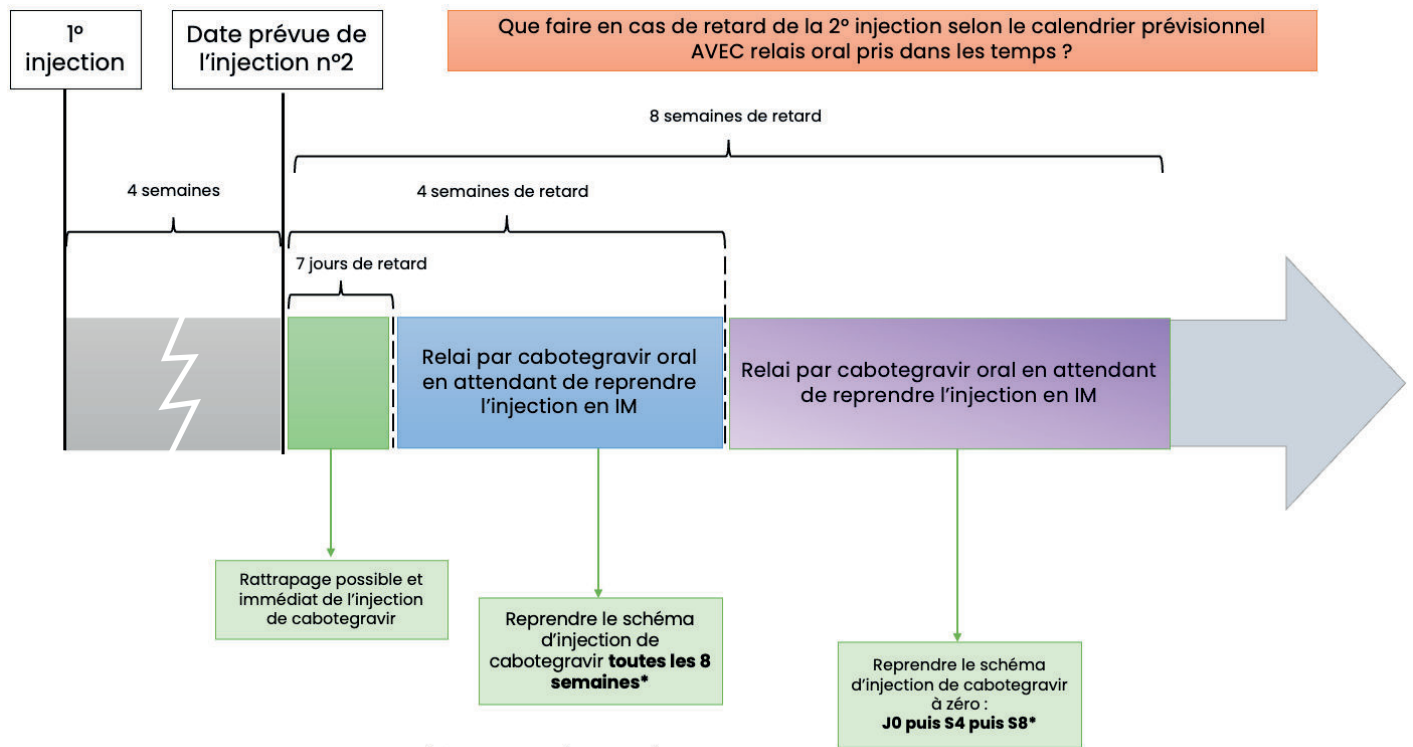 1°
injection
Date prévue de
l’injection n°2
Que faire en cas de retard de la 2° injection selon le calendrier prévisionnel
AVEC relais oral pris dans les temps ?
8 semaines de retard
4 semaines
4 semaines de retard
7 jours de retard
Relai par cabotegravir oral
en attendant de reprendre
l’injection en IM
Relai par cabotegravir oral en attendant
de reprendre l’injection en IM
Rattrapage possible et
immédiat de l’injection
de cabotegravir
Reprendre le schéma
d’injection de
cabotegravir toutes les 8
semaines*
Reprendre le schéma
d’injection de cabotegravir
à zéro :
J0 puis S4 puis S8*